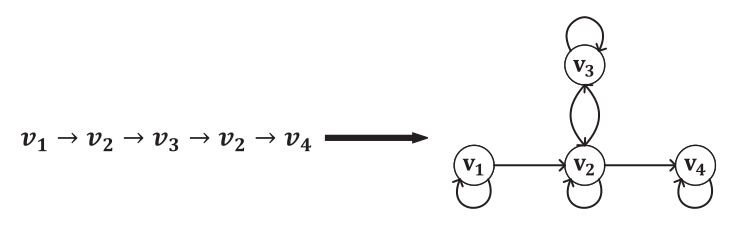 v₃
v₁ → v₂ → v₃ → v₂ → v₄
v₁ v₂ v₄